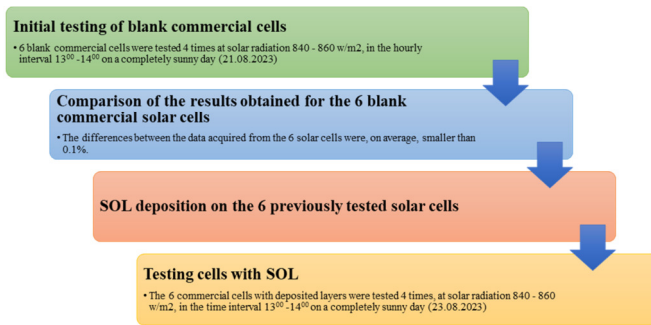 Initial testing of blank commercial cells
• 6 blank commercial cells were tested 4 times at solar radiation 840 - 860 w/m2, in the hourly
interval 13⁰⁰ -14⁰⁰ on a completely sunny day (21.08.2023)
Comparison of the results obtained for the 6 blank
commercial solar cells
• The differences between the data acquired from the 6 solar cells were, on average, smaller than
0.1%.
SOL deposition on the 6 previously tested solar cells
Testing cells with SOL
• The 6 commercial cells with deposited layers were tested 4 times, at solar radiation 840 - 860
w/m2, in the time interval 13⁰⁰ -14⁰⁰ on a completely sunny day (23.08.2023)